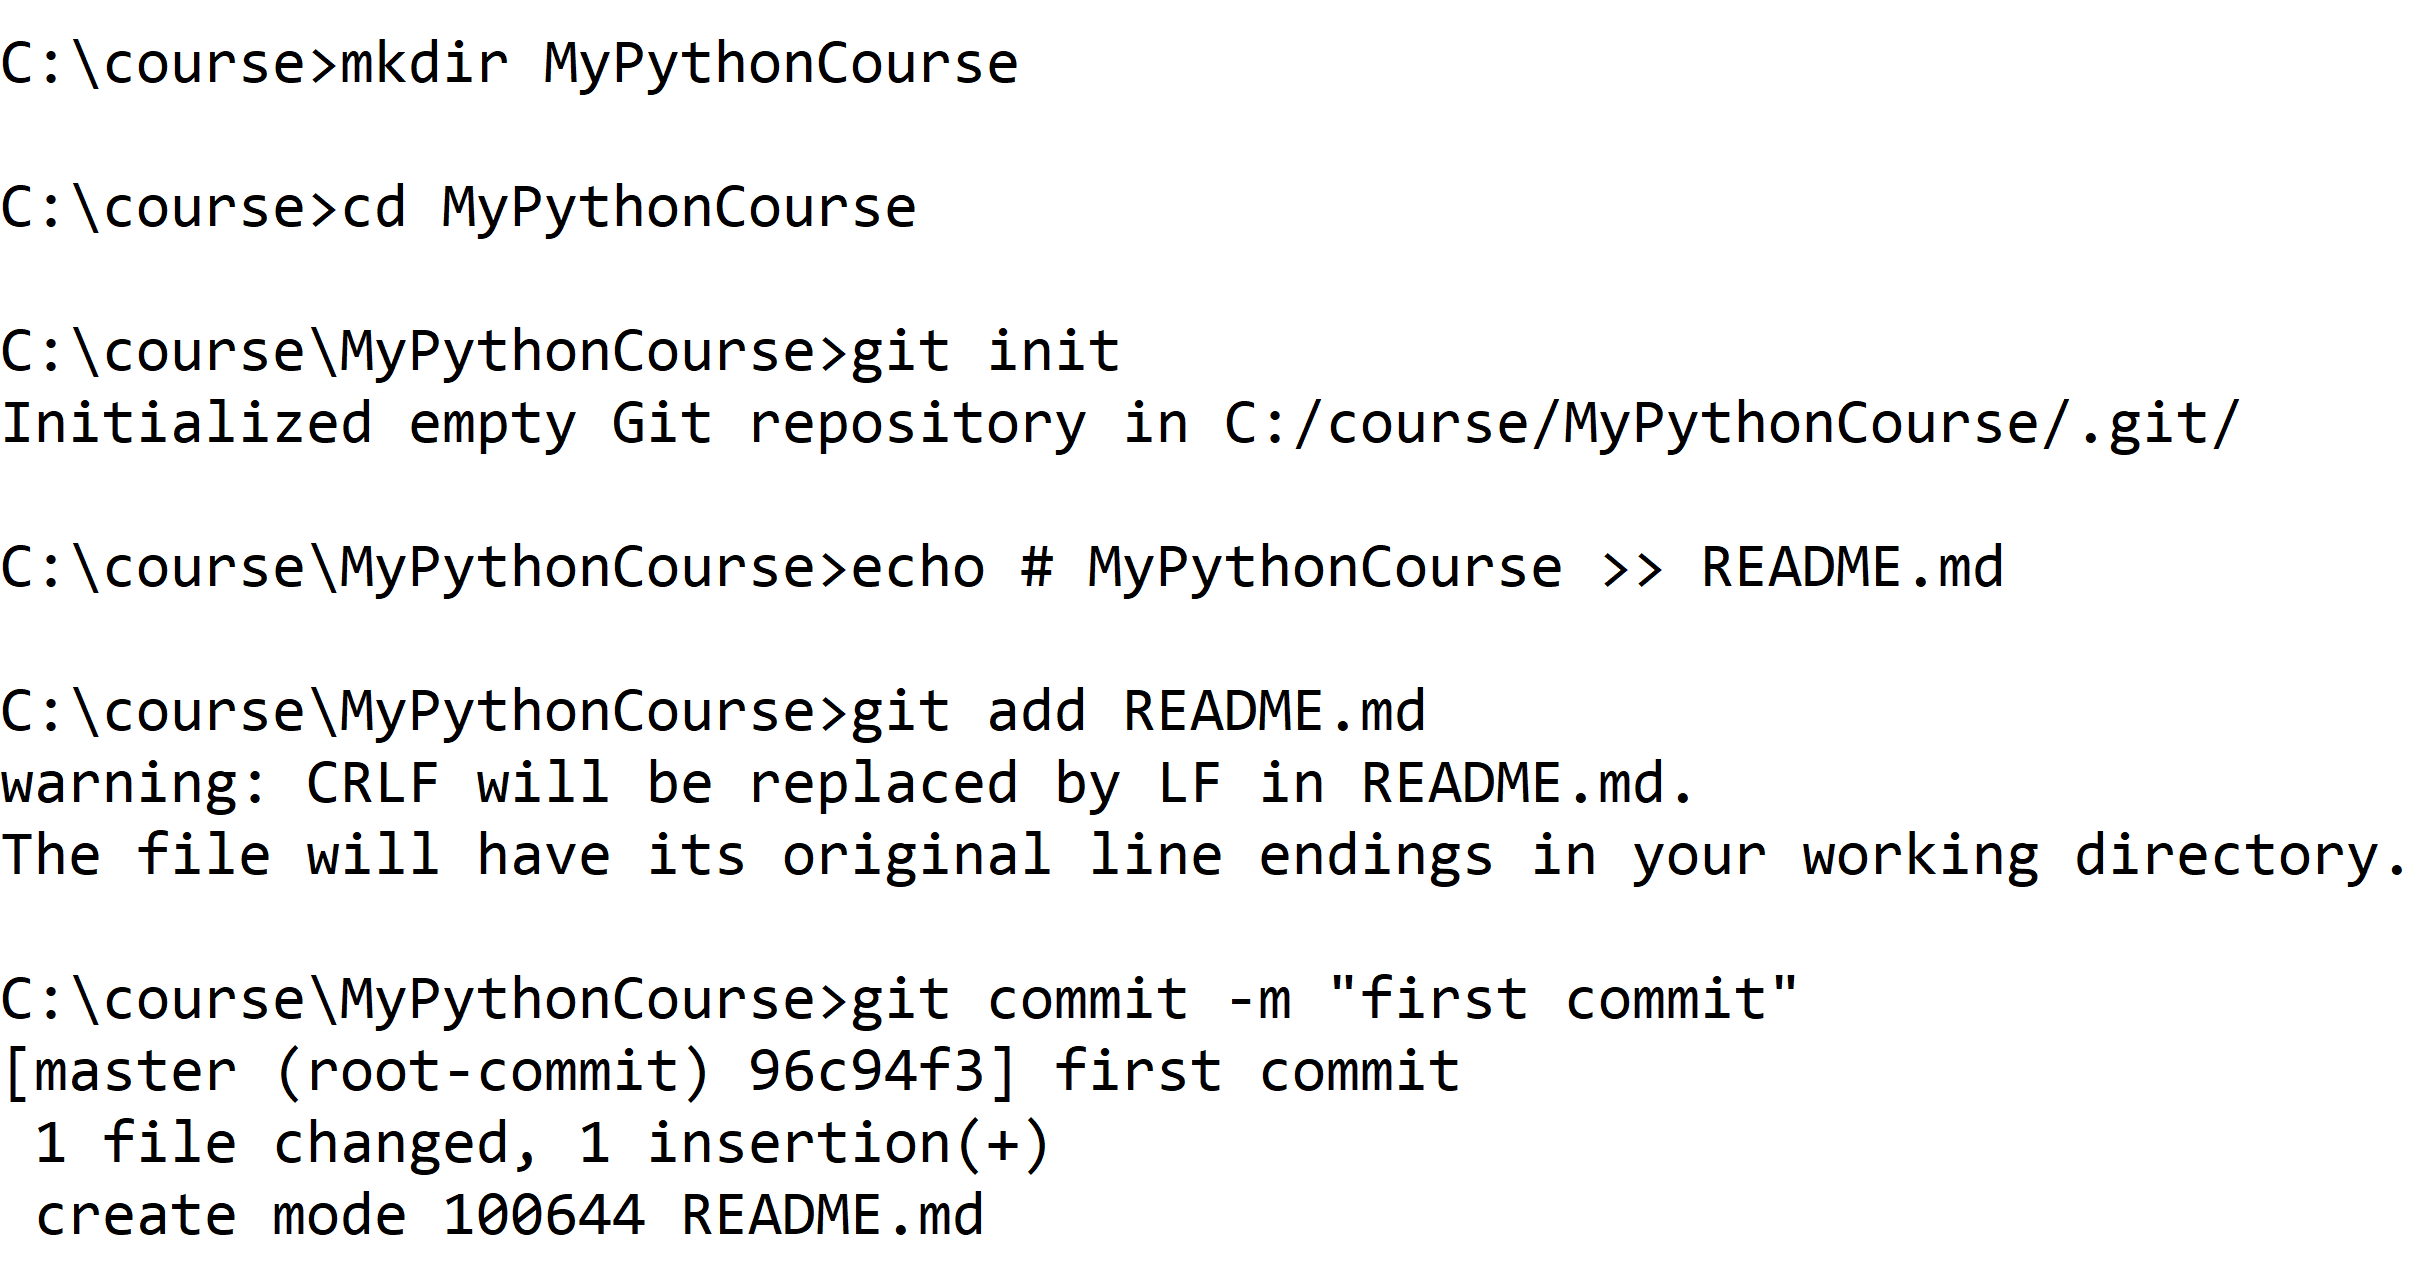 C:\course>mkdir MyPythonCourse
C:\course>cd MyPythonCourse
C:\course\MyPythonCourse>git init
Initialized empty Git repository in C:/course/MyPythonCourse/.git/
C:\course\MyPythonCourse>echo # MyPythonCourse >> README.md
C:\course\MyPythonCourse>git add README.md
warning: CRLF will be replaced by LF in README.md.
The file will have its original line endings in your working directory.
C:\course\MyPythonCourse>git commit -m "first commit"
[master (root-commit) 96c94f3] first commit
 1 file changed, 1 insertion(+)
 create mode 100644 README.md